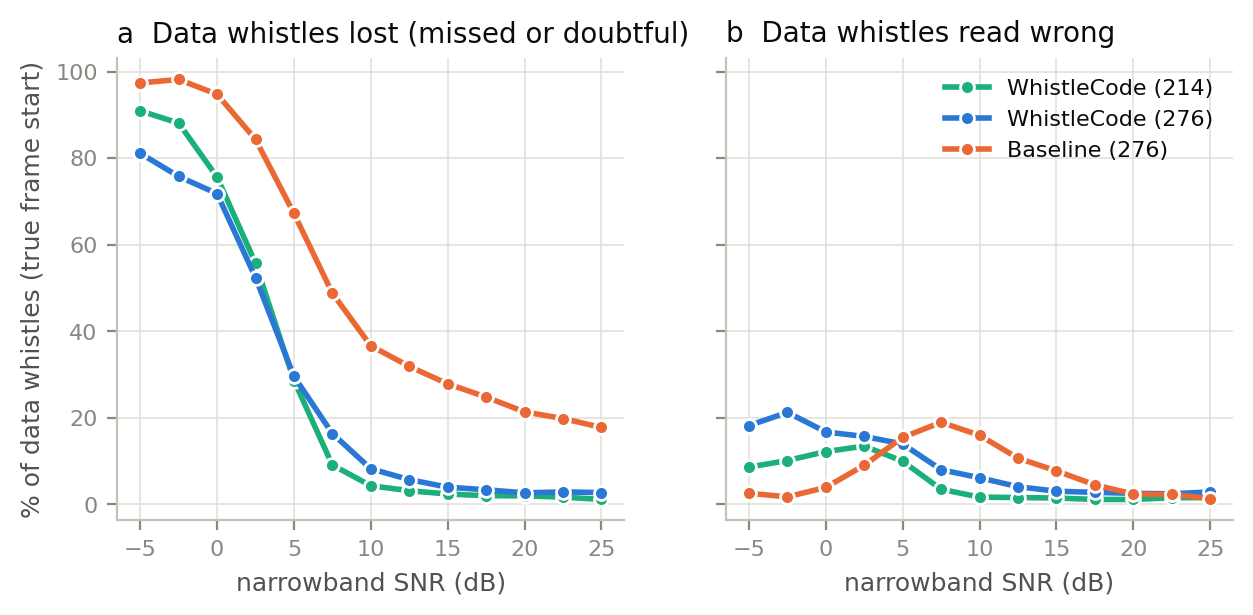 a Data whistles lost (missed or doubtful)
% of data whistles (true frame start)
100
80
60
40
20
0
−5 0 5 10 15 20 25
narrowband SNR (dB)
b Data whistles read wrong
WhistleCode (214)
WhistleCode (276)
Baseline (276)
−5 0 5 10 15 20 25
narrowband SNR (dB)